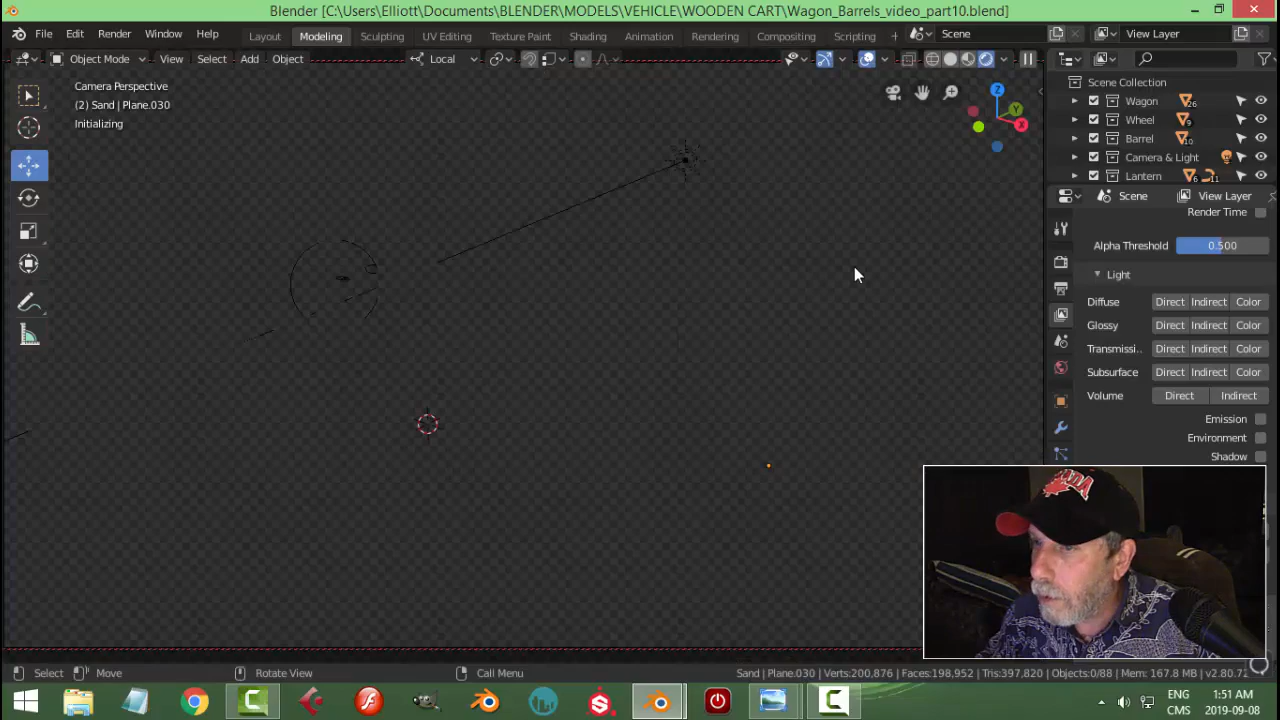 Blender [C:\Users\Elliott\Documents\BLENDER\MODELS\VEHICLE\WOODEN CART\Wagon_Barrels_video_part10.blend]
File Edit Render Window Help Layout Modeling Sculpting UV Editing Texture Paint Shading Animation Rendering Compositing Scripting Scene View Layer
Object Mode View Select Add Object Local
Camera Perspective
(2) Sand | Plane.030
Initializing
Z
Y
X
Scene Collection
Wagon 26
Wheel 9
Barrel 10
Camera & Light
Lantern 6 11
Scene View Layer
Render Time
Alpha Threshold 0.500
Light
Diffuse Direct Indirect Color
Glossy Direct Indirect Color
Transmissi.. Direct Indirect Color
Subsurface Direct Indirect Color
Volume Direct Indirect
Emission
Environment
Shadow
Select Move Rotate View Call Menu Sand | Plane.030 | Verts:200,876 | Faces:198,952 | Tris:397,820 | Objects:0/88 | Mem: 167.8 MB | v2.80.71
ENG 1:51 AM
CMS 2019-09-08